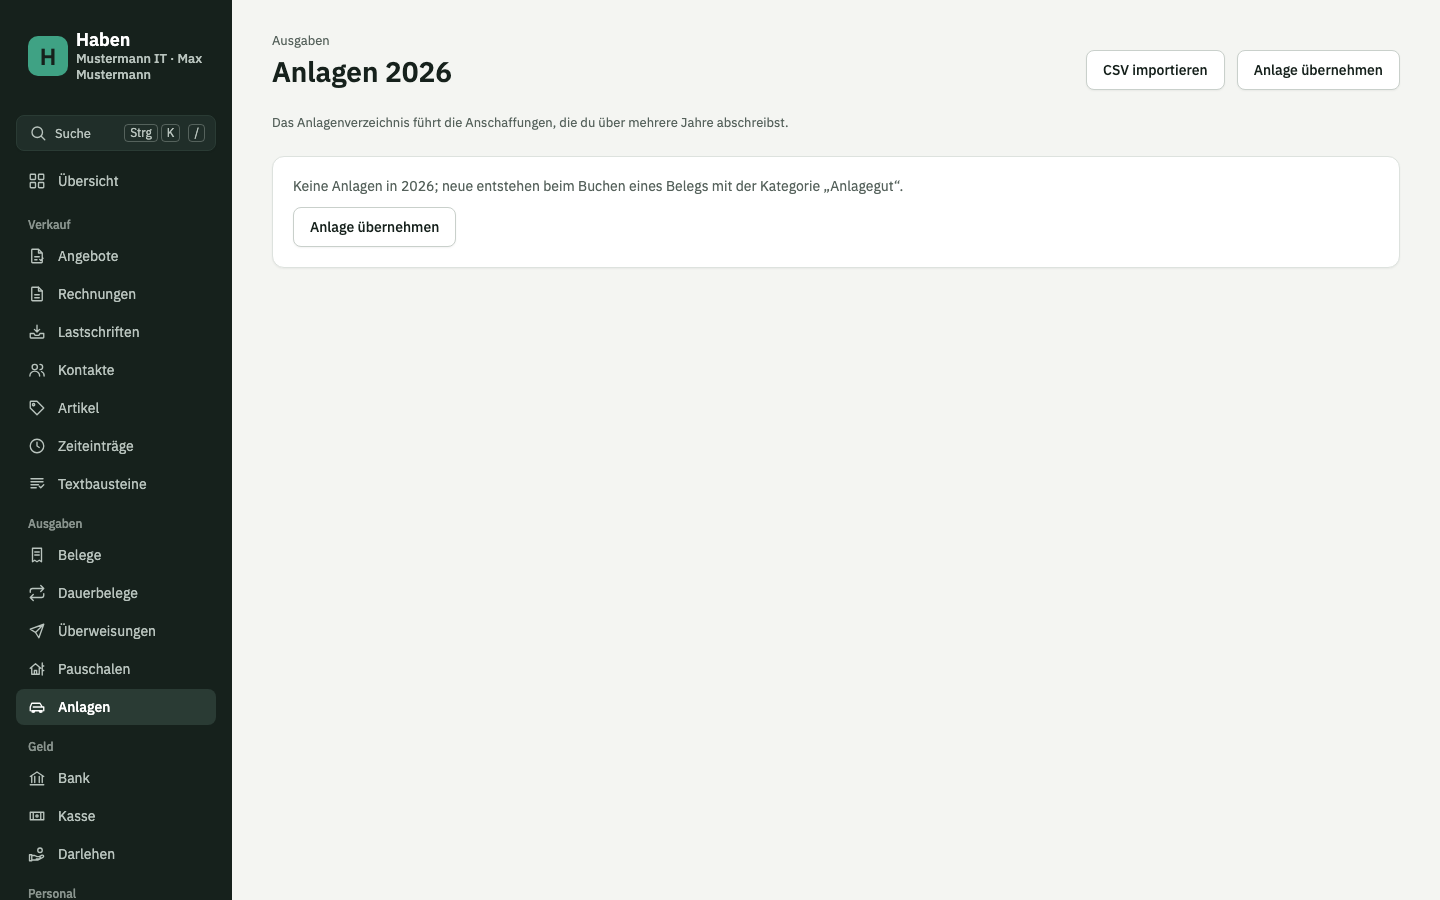 H
Haben
Mustermann IT · Max
Mustermann
Suche
Strg K /
Übersicht
Verkauf
Angebote
Rechnungen
Lastschriften
Kontakte
Artikel
Zeiteinträge
Textbausteine
Ausgaben
Belege
Dauerbelege
Überweisungen
Pauschalen
Anlagen
Geld
Bank
Kasse
Darlehen
Personal
Ausgaben
Anlagen 2026
CSV importieren
Anlage übernehmen
Das Anlagenverzeichnis führt die Anschaffungen, die du über mehrere Jahre abschreibst.
Keine Anlagen in 2026; neue entstehen beim Buchen eines Belegs mit der Kategorie „Anlagegut“.
Anlage übernehmen